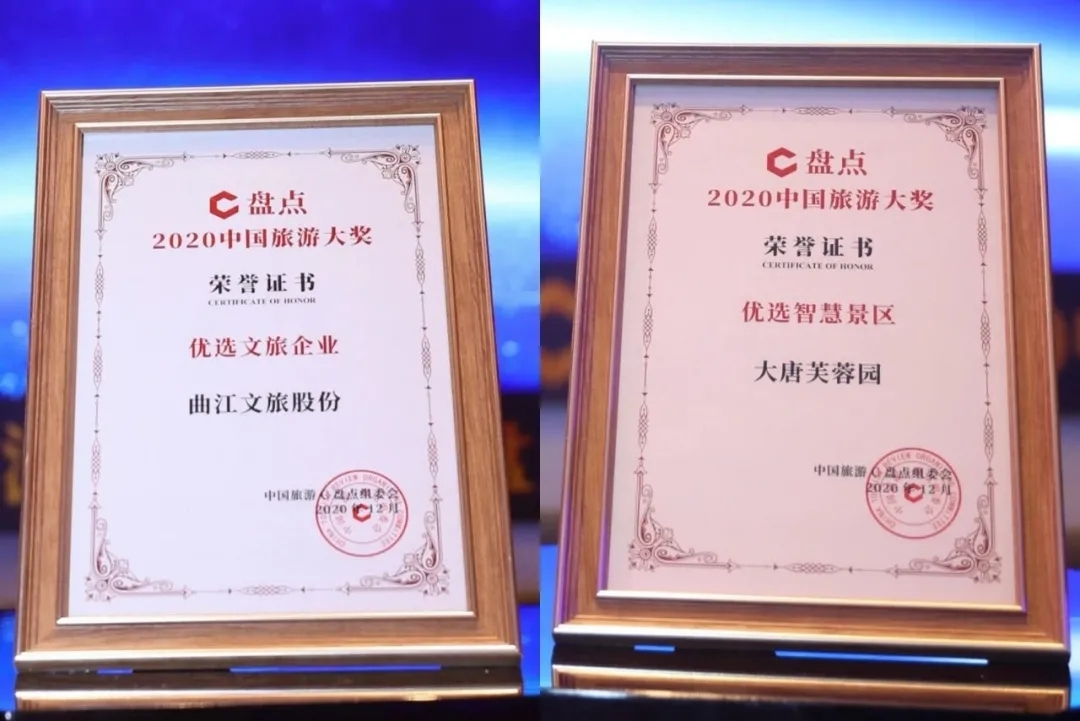 盘点
2020中国旅游大奖
荣誉证书
CERTIFICATE OF HONOR
优选文旅企业
曲江文旅股份
中国旅游 C 盘点组委会
2020 年 12 月
盘点
2020中国旅游大奖
荣誉证书
CERTIFICATE OF HONOR
优选智慧景区
大唐芙蓉园
中国旅游 C 盘点组委会
2020 年 12 月